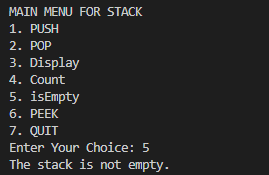 MAIN MENU FOR STACK
1. PUSH
2. POP
3. Display
4. Count
5. isEmpty
6. PEEK
7. QUIT
Enter Your Choice: 5
The stack is not empty.